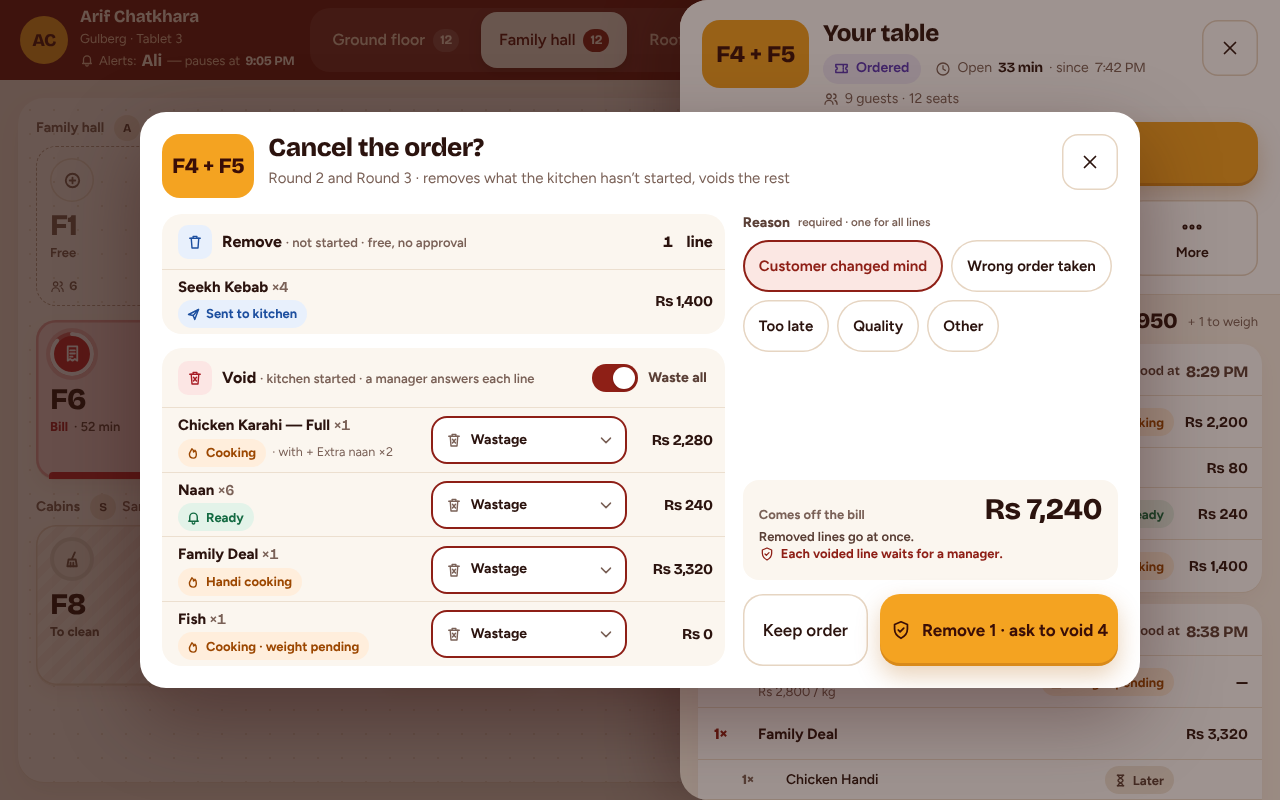 AC
Arif Chatkhara
Gulberg · Tablet 3
Alerts: Ali — pauses at 9:05 PM
Ground floor 12
Family hall 12
F4 + F5
Your table
Ordered
Open 33 min · since 7:42 PM
9 guests · 12 seats
Family hall A
F1
Free
6
F6
Bill · 52 min
Cabins S
F8
To clean
Cancel the order?
F4 + F5
Round 2 and Round 3 · removes what the kitchen hasn’t started, voids the rest
Remove · not started · free, no approval
1 line
Seekh Kebab ×4
Sent to kitchen
Rs 1,400
Void · kitchen started · a manager answers each line
Waste all
Chicken Karahi — Full ×1
Cooking · with + Extra naan ×2
Wastage
Rs 2,280
Naan ×6
Ready
Wastage
Rs 240
Family Deal ×1
Handi cooking
Wastage
Rs 3,320
Fish ×1
Cooking · weight pending
Wastage
Rs 0
Reason required · one for all lines
Customer changed mind
Wrong order taken
Too late
Quality
Other
Comes off the bill
Rs 7,240
Removed lines go at once.
Each voided line waits for a manager.
Keep order
Remove 1 · ask to void 4
More
950 + 1 to weigh
8:29 PM
Rs 2,200
Rs 80
Rs 240
Rs 1,400
8:38 PM
—
Rs 2,800 / kg
1× Family Deal
Rs 3,320
1× Chicken Handi
Later